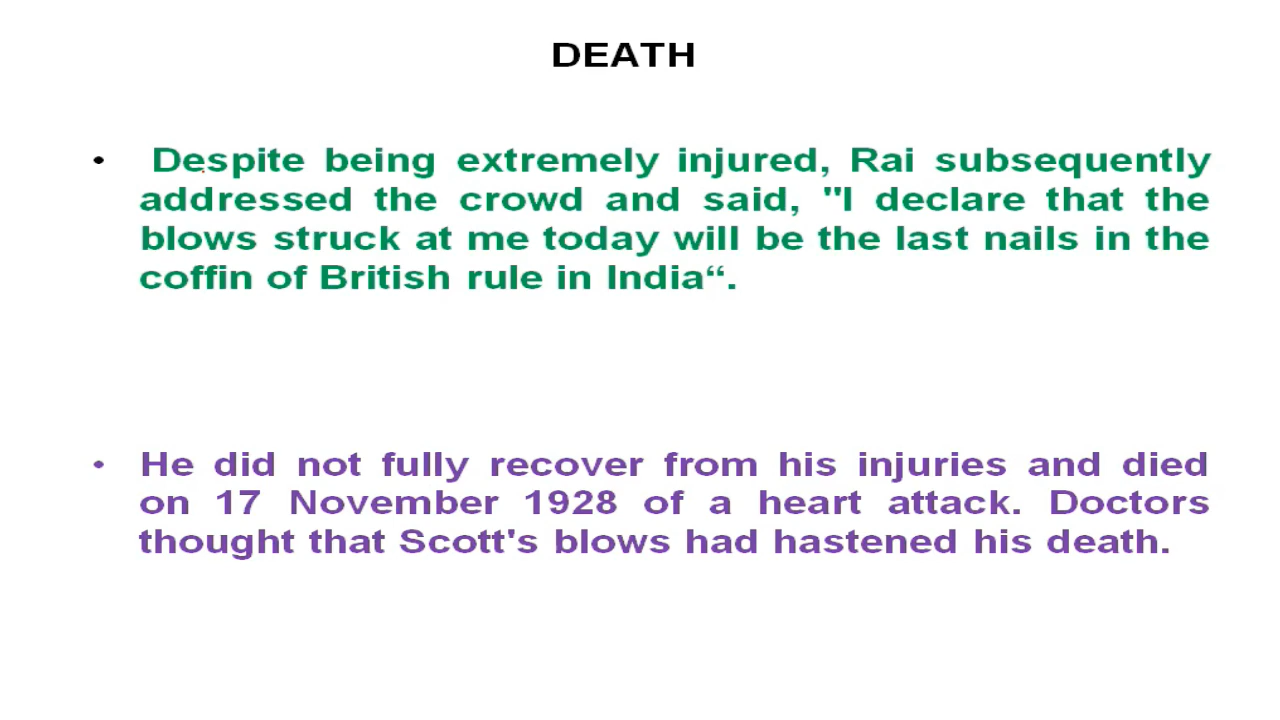 DEATH
• Despite being extremely injured, Rai subsequently
addressed the crowd and said, "I declare that the
blows struck at me today will be the last nails in the
coffin of British rule in India“.
• He did not fully recover from his injuries and died
on 17 November 1928 of a heart attack. Doctors
thought that Scott's blows had hastened his death.